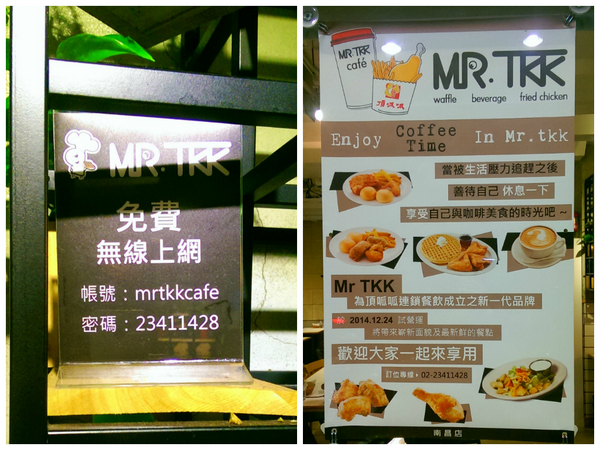 MR.TKK
免費
無線上網
帳號：mrtkkcafe
密碼：23411428
MR.TKK
café
頂呱呱
MR.TKK
waffle beverage fried chicken
Enjoy Coffee Time In Mr.tkk
當被生活壓力追趕之後
善待自己 休息一下
享受自己與咖啡美食的時光吧 ~
Mr TKK
為頂呱呱連鎖餐飲成立之新一代品牌
2014.12.24 試營運
將帶來嶄新面貌及最新鮮的餐點
歡迎大家一起來享用
訂位專線 02-23411428
南昌店